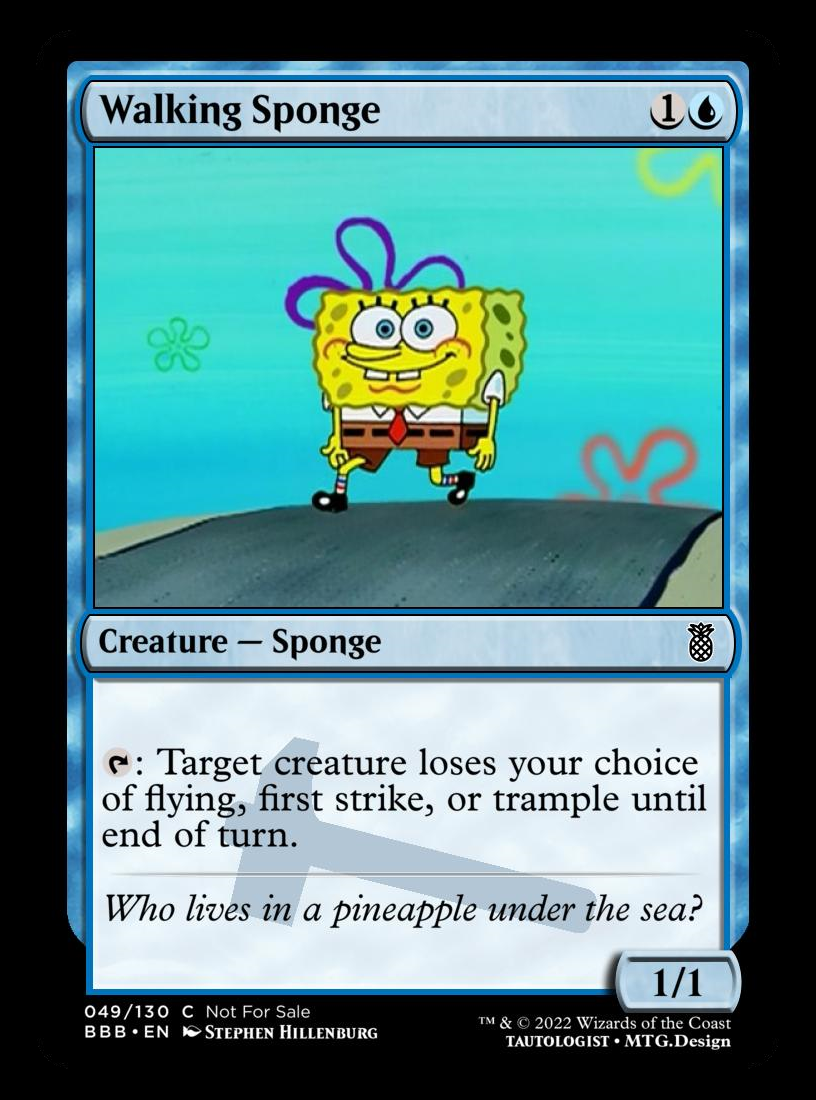 Walking Sponge 1
Creature — Sponge
: Target creature loses your choice
of flying, first strike, or trample until
end of turn.
Who lives in a pineapple under the sea?
1/1
049/130 C Not For Sale
BBB • EN STEPHEN HILLENBURG
™ & © 2022 Wizards of the Coast
TAUTOLOGIST • MTG.Design